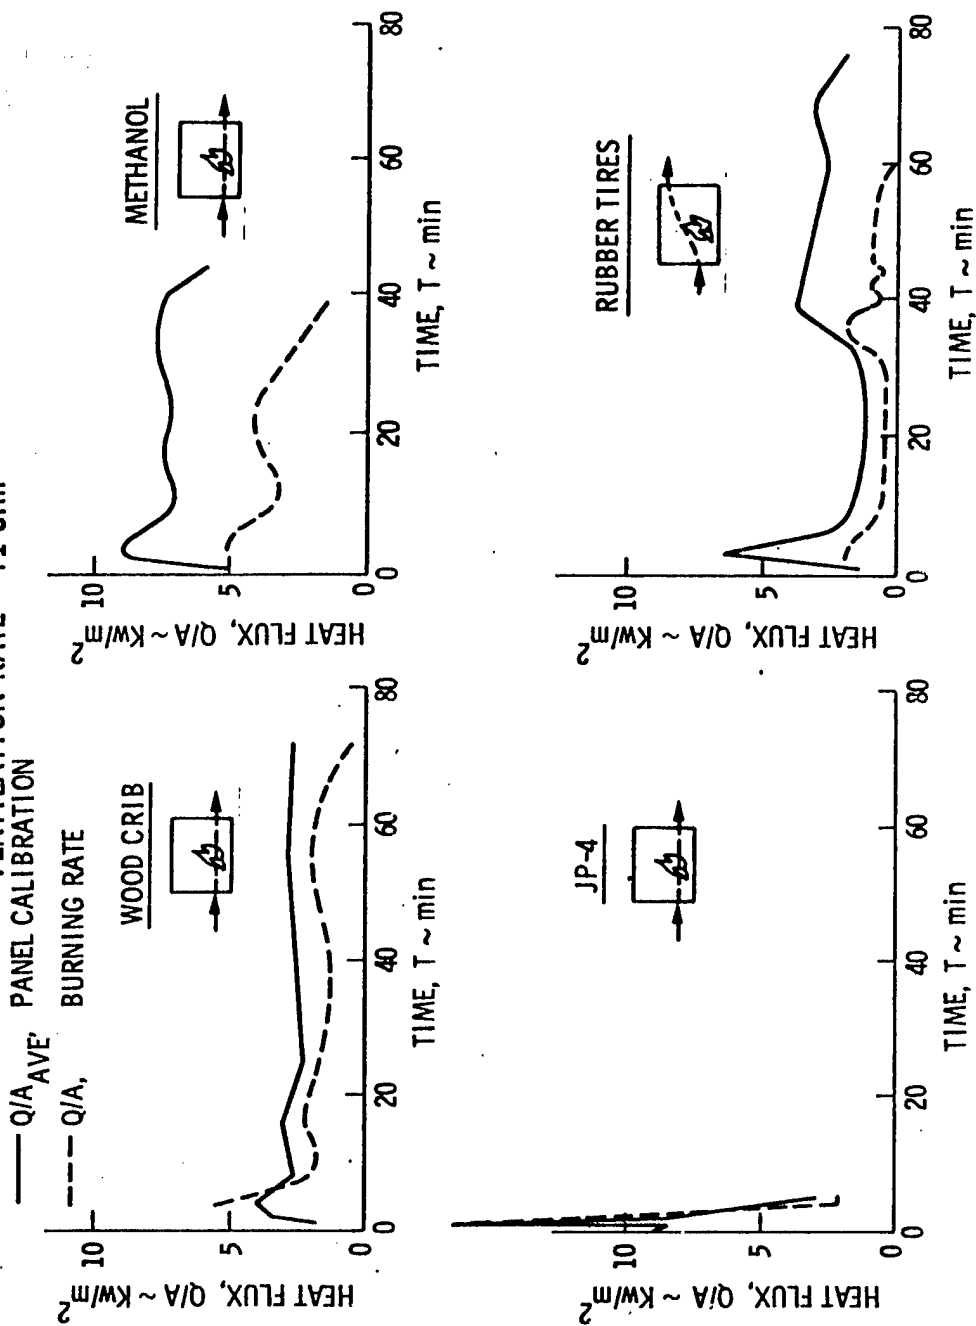 VENTILATION RATE
Q/A AVE, PANEL CALIBRATION
Q/A, BURNING RATE
WOOD CRIB
HEAT FLUX, Q/A ~ Kw/m²
10
5
0
0 20 40 60 80
TIME, T ~ min
METHANOL
HEAT FLUX, Q/A ~ Kw/m²
10
5
0
0 20 40 60 80
TIME, T ~ min
JP-4
HEAT FLUX, Q/A ~ Kw/m²
10
5
0
0 20 40 60 80
TIME, T ~ min
RUBBER TIRES
HEAT FLUX, Q/A ~ Kw/m²
10
5
0
0 20 40 60 80
TIME, T ~ min